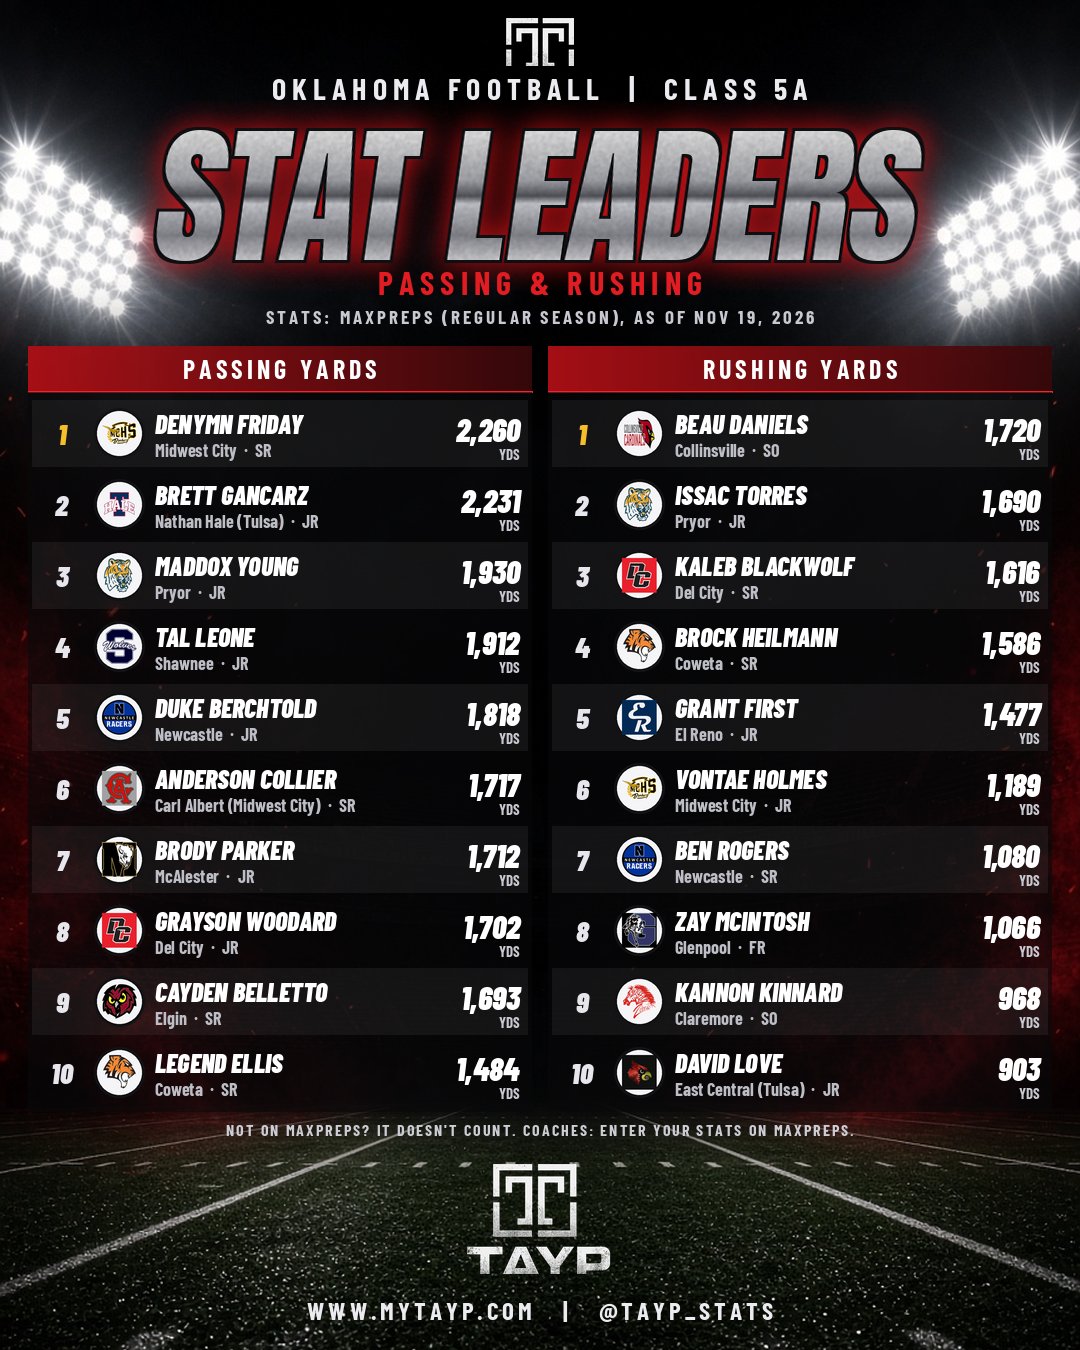 OKLAHOMA FOOTBALL | CLASS 5A
STAT LEADERS
PASSING & RUSHING
STATS: MAXPREPS (REGULAR SEASON), AS OF NOV 19, 2026
PASSING YARDS
1 DENYMN FRIDAY 2,260
Midwest City · SR YDS
2 BRETT GANCARZ 2,231
Nathan Hale (Tulsa) · JR YDS
3 MADDOX YOUNG 1,930
Pryor · JR YDS
4 TAL LEONE 1,912
Shawnee · JR YDS
5 DUKE BERCHTOLD 1,818
Newcastle · JR YDS
6 ANDERSON COLLIER 1,717
Carl Albert (Midwest City) · SR YDS
7 BRODY PARKER 1,712
McAlester · JR YDS
8 GRAYSON WOODARD 1,702
Del City · JR YDS
9 CAYDEN BELLETTO 1,693
Elgin · SR YDS
10 LEGEND ELLIS 1,484
Coweta · SR YDS
RUSHING YARDS
1 BEAU DANIELS 1,720
Collinsville · SO YDS
2 ISSAC TORRES 1,690
Pryor · JR YDS
3 KALEB BLACKWOLF 1,616
Del City · SR YDS
4 BROCK HEILMANN 1,586
Coweta · SR YDS
5 GRANT FIRST 1,477
El Reno · JR YDS
6 VONTAE HOLMES 1,189
Midwest City · JR YDS
7 BEN ROGERS 1,080
Newcastle · SR YDS
8 ZAY MCINTOSH 1,066
Glenpool · FR YDS
9 KANNON KINNARD 968
Claremore · SO YDS
10 DAVID LOVE 903
East Central (Tulsa) · JR YDS
NOT ON MAXPREPS? IT DOESN'T COUNT. COACHES: ENTER YOUR STATS ON MAXPREPS.
TAYP
WWW.MYTAYP.COM | @TAYP_STATS